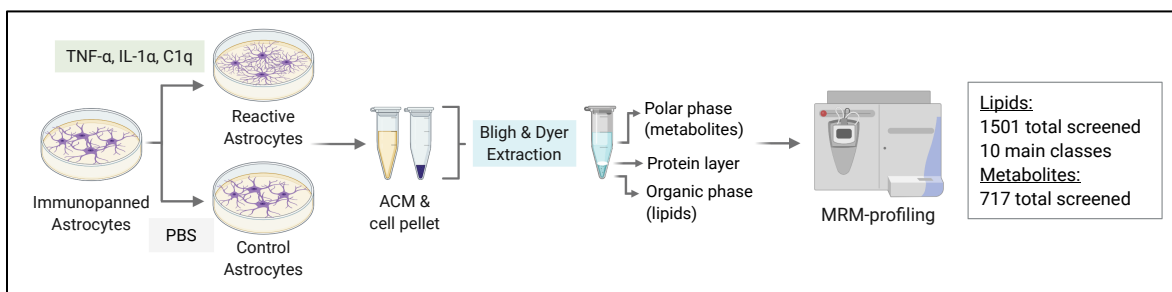 TNF-α, IL-1α, C1q
Immunopanned
Astrocytes
Reactive
Astrocytes
PBS
Control
Astrocytes
ACM &
cell pellet
Bligh & Dyer
Extraction
Polar phase
(metabolites)
Protein layer
Organic phase
(lipids)
MRM-profiling
Lipids:
1501 total screened
10 main classes
Metabolites:
717 total screened